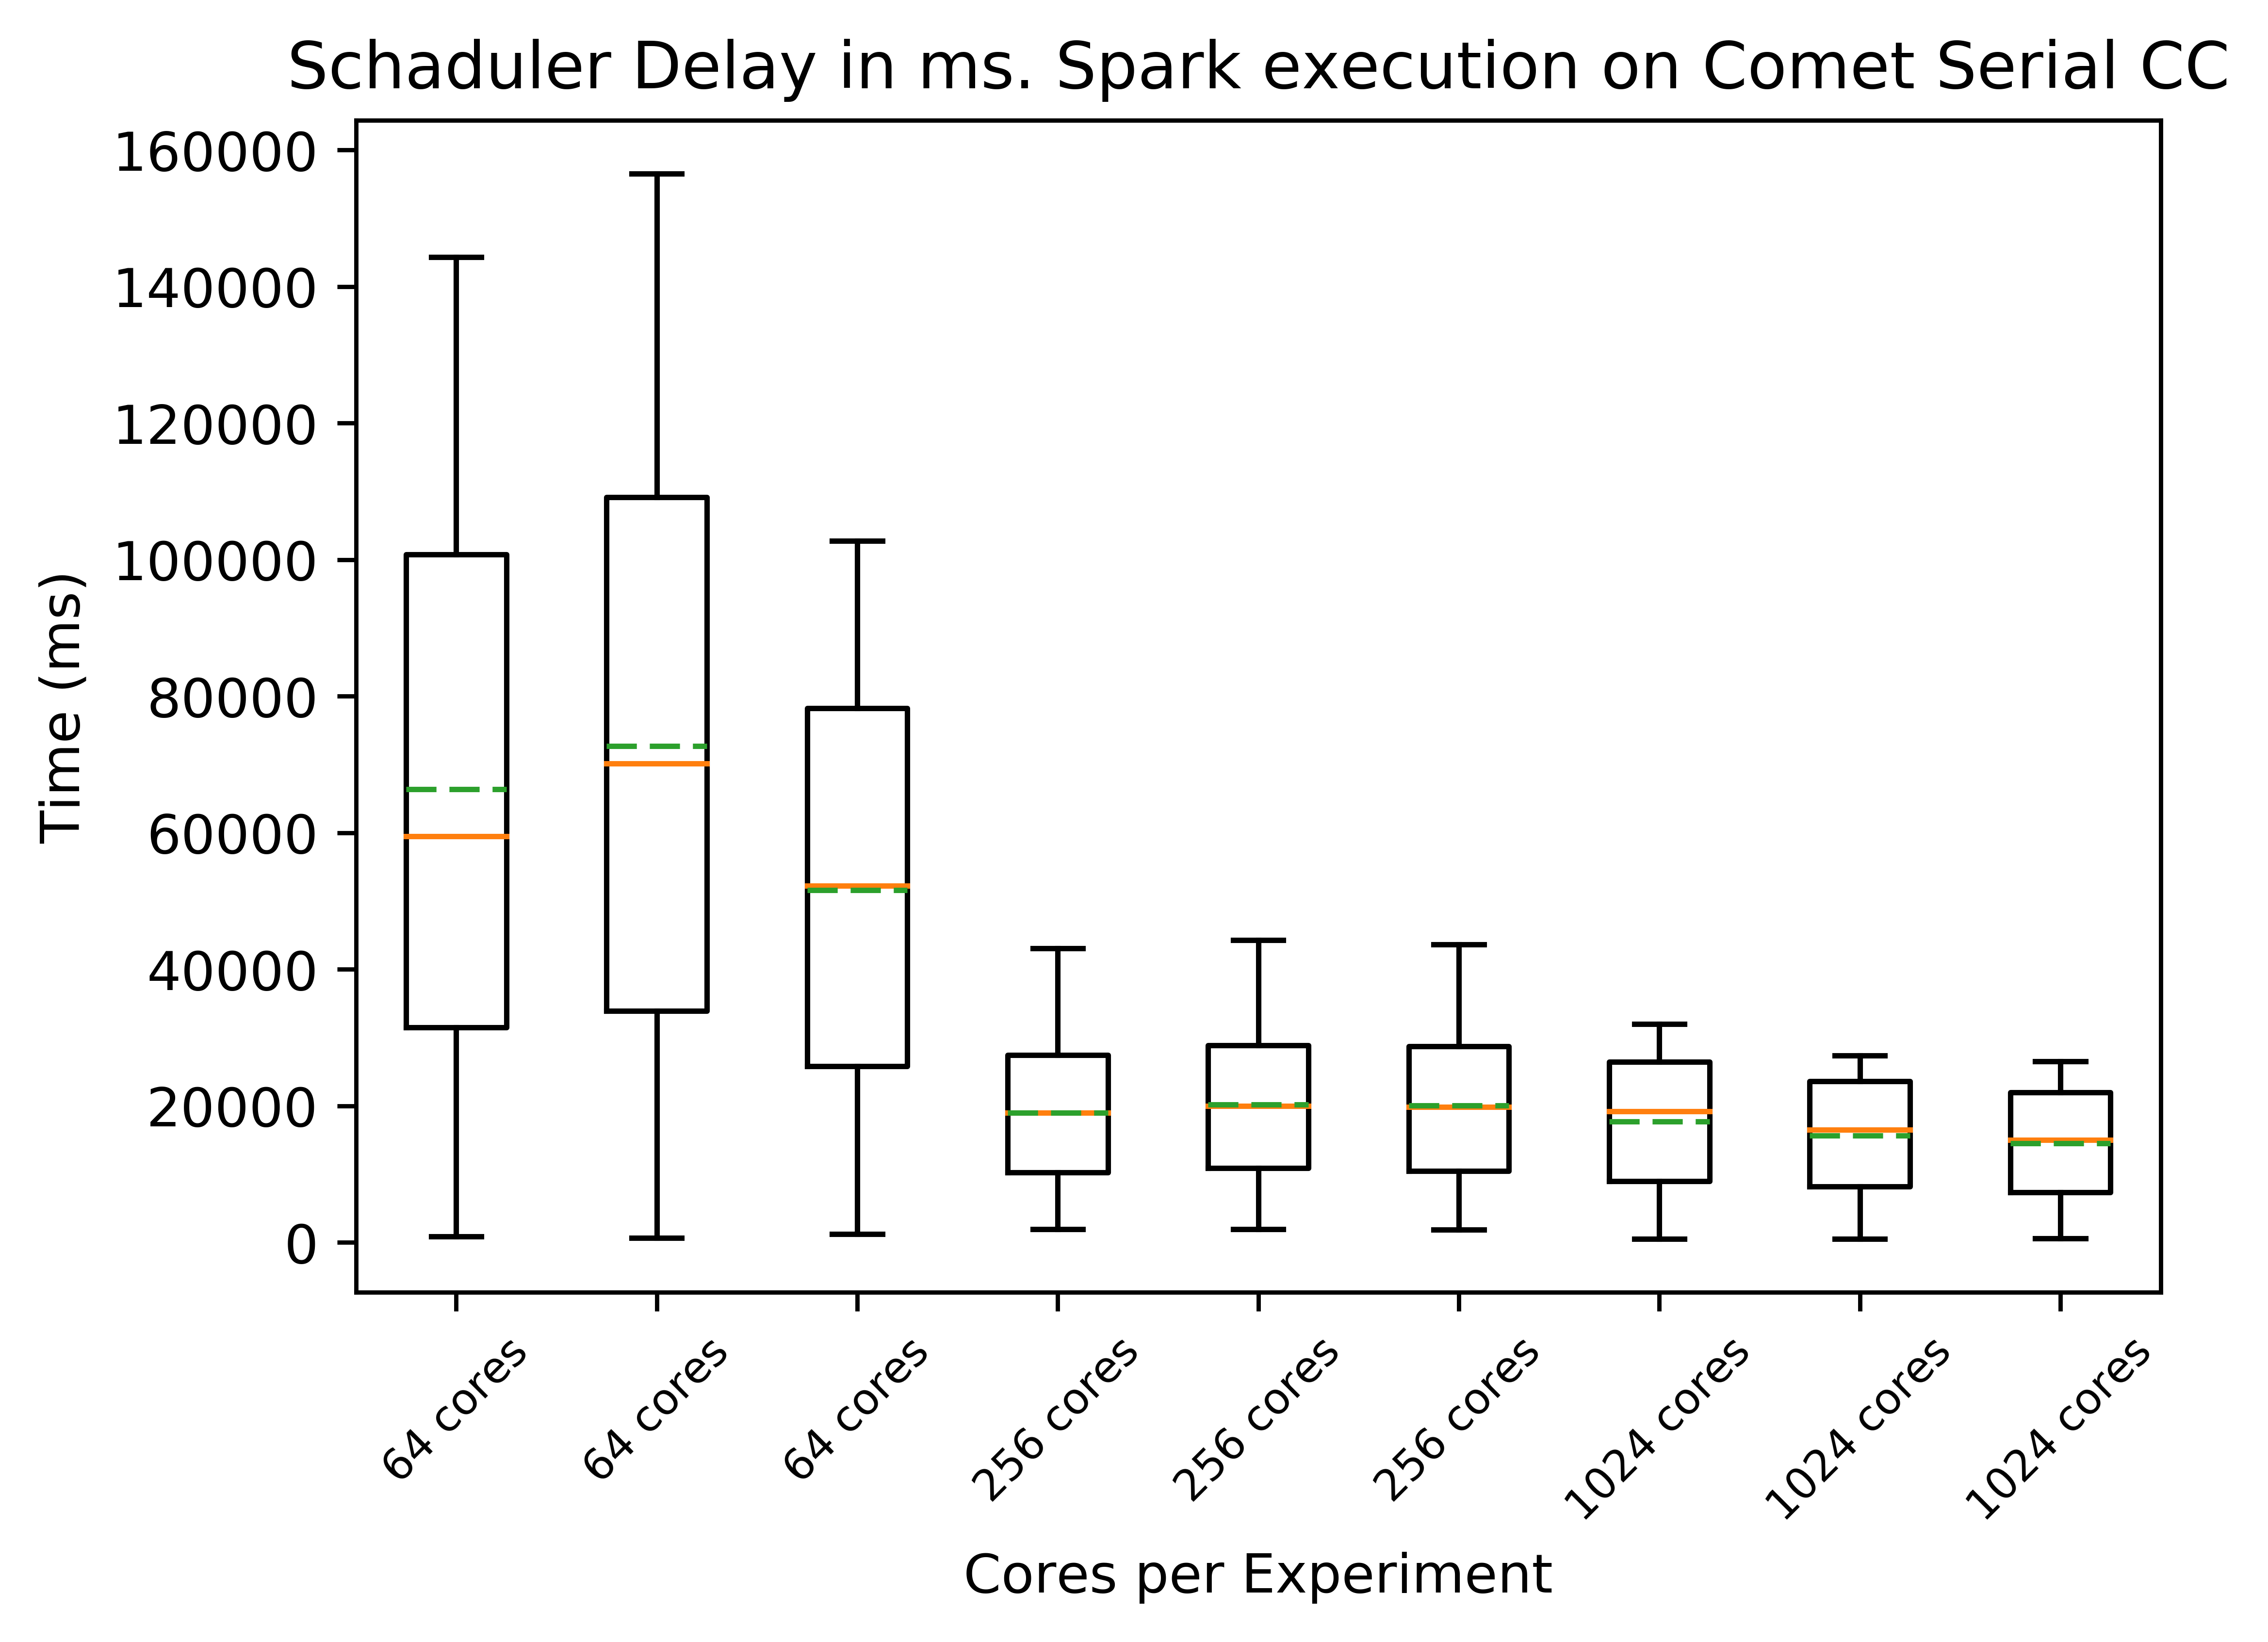 Schaduler Delay in ms. Spark execution on Comet Serial CC
160000
140000
120000
100000
80000
60000
40000
20000
0
Time (ms)
64 cores
64 cores
64 cores
256 cores
256 cores
256 cores
1024 cores
1024 cores
1024 cores
Cores per Experiment